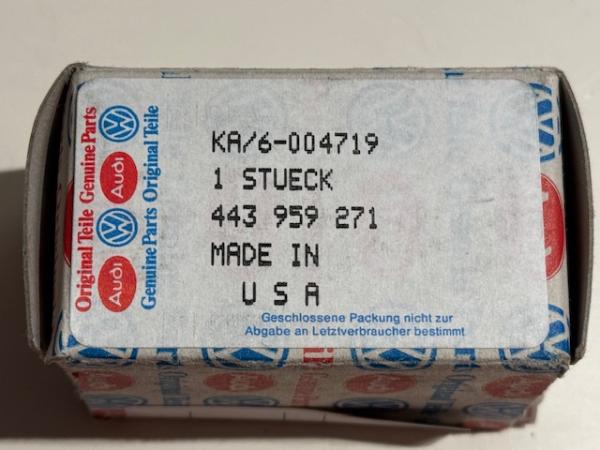 Original Teile Genuine Parts
Audi Audi
Genuine Parts Original Teile
KA/6-004719
1 STUECK
443 959 271
MADE IN
U S A
Geschlossene Packung nicht zur
Abgabe an Letztverbraucher bestimmt